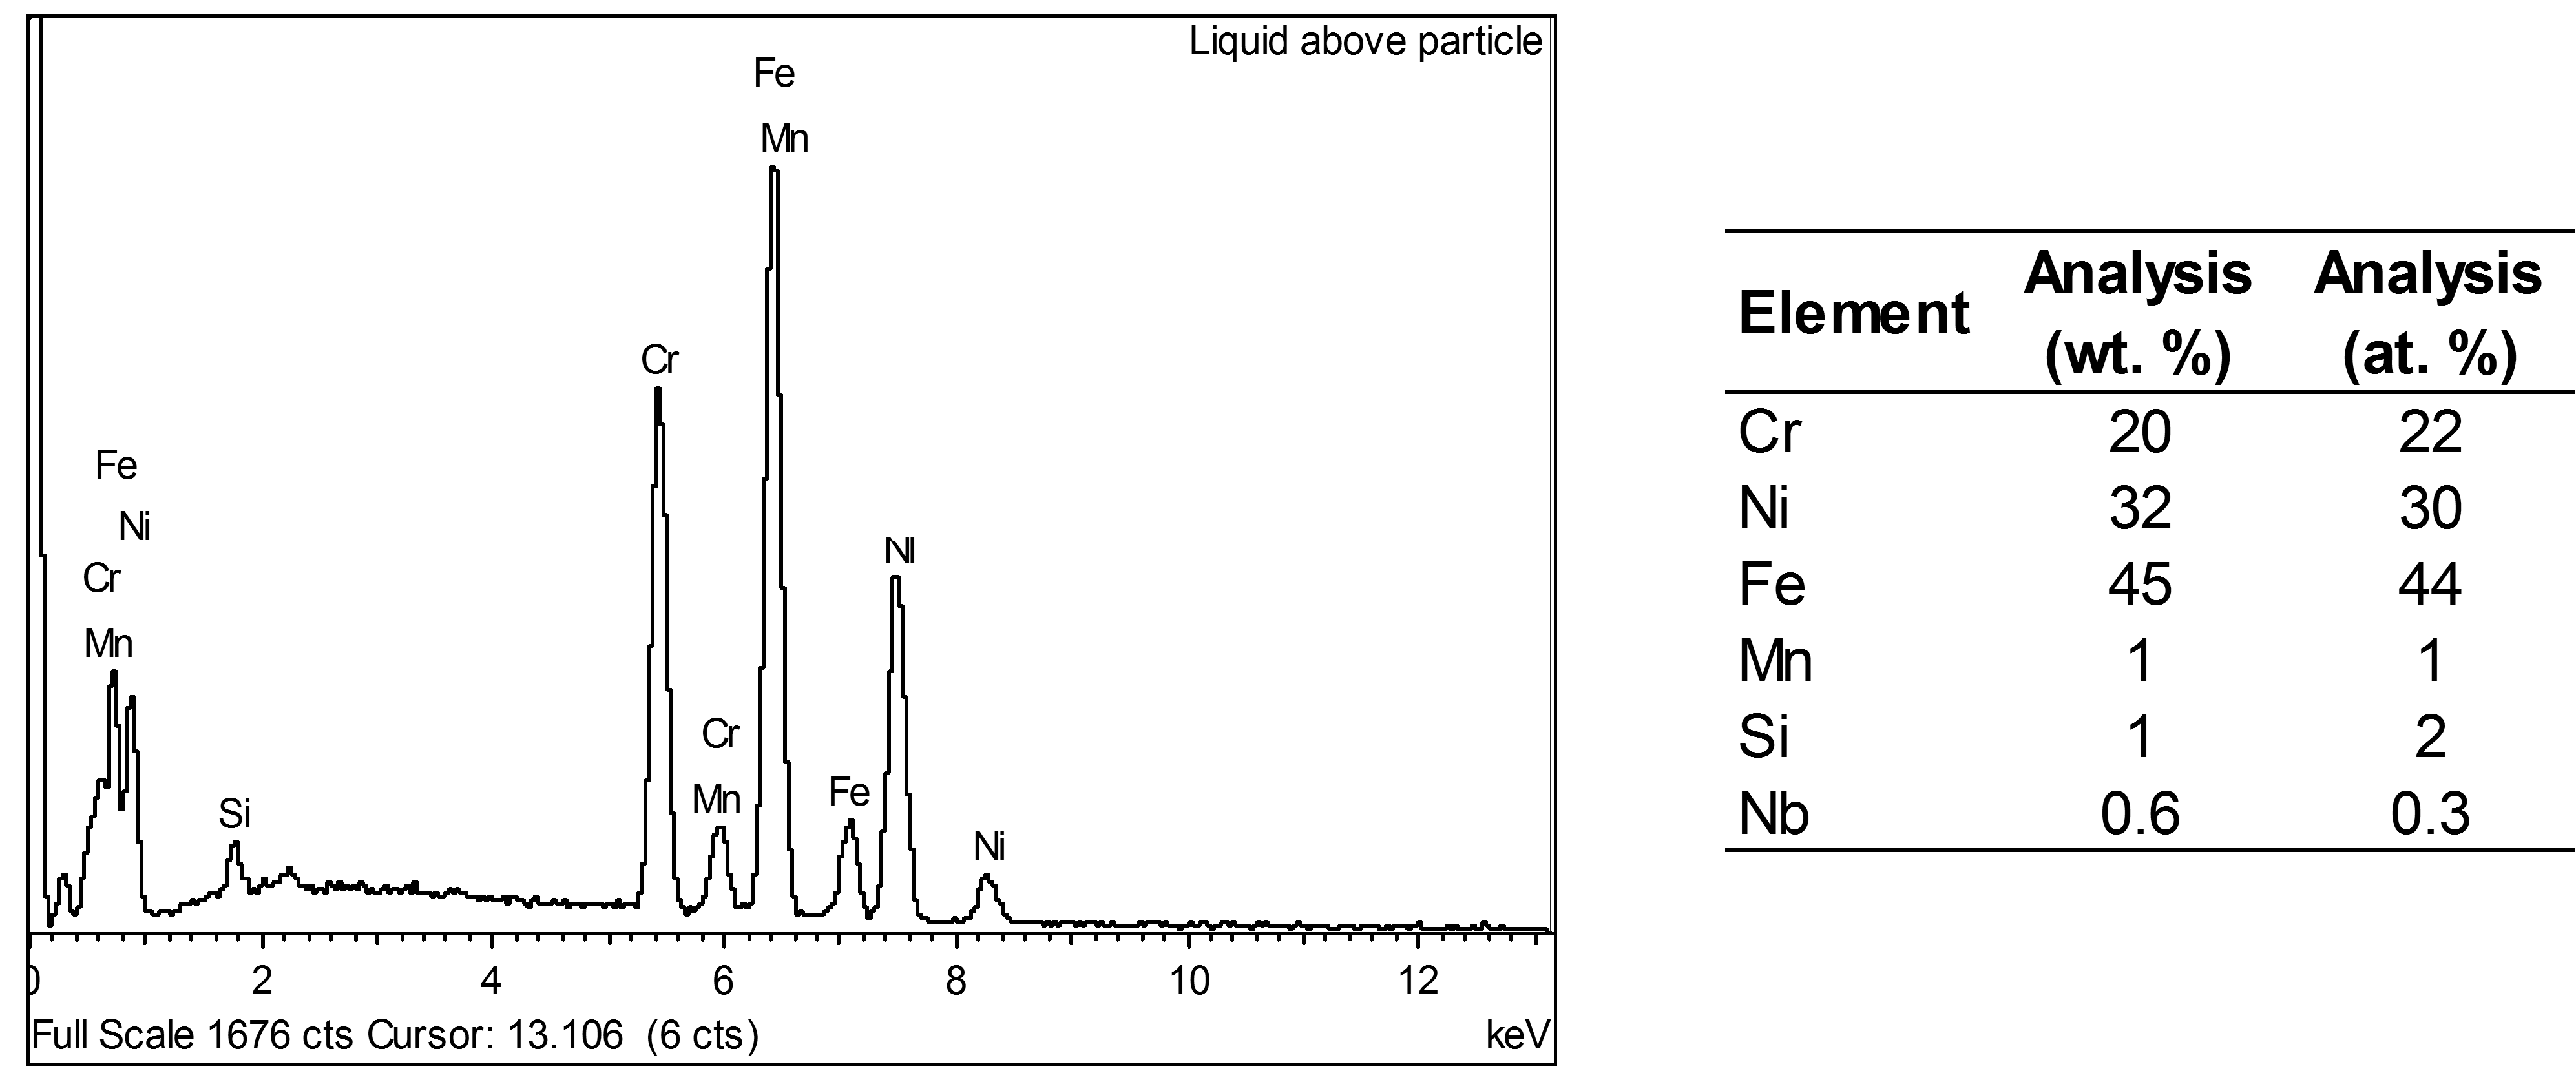 Liquid above particle
Fe
Mn
Cr
Fe
Ni
Ni
Cr
Mn
Cr
Mn
Fe
Si
Ni
0 2 4 6 8 10 12
Full Scale 1676 cts Cursor: 13.106 (6 cts) keV
Element Analysis (wt. %) Analysis (at. %)
Cr 20 22
Ni 32 30
Fe 45 44
Mn 1 1
Si 1 2
Nb 0.6 0.3